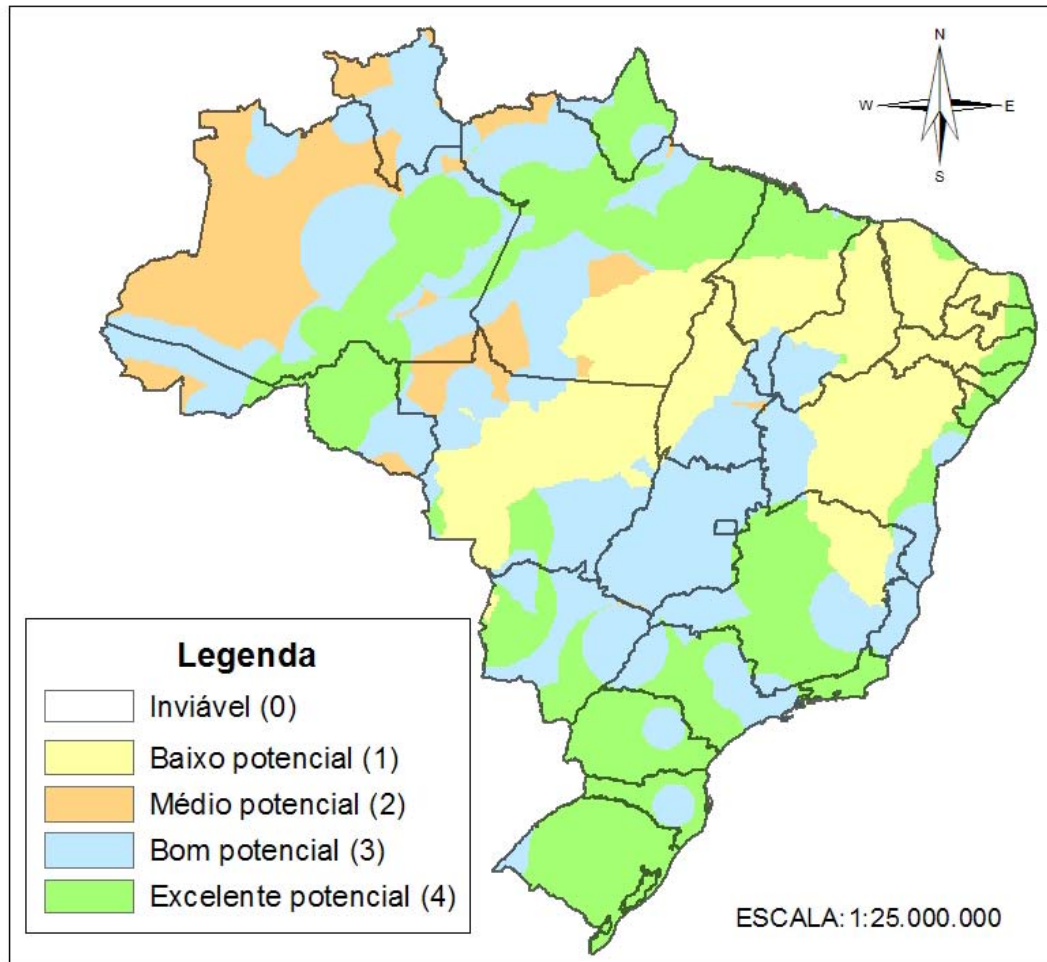 N
W
E
S
Legenda
Inviável (0)
Baixo potencial (1)
Médio potencial (2)
Bom potencial (3)
Excelente potencial (4)
ESCALA: 1:25.000.000